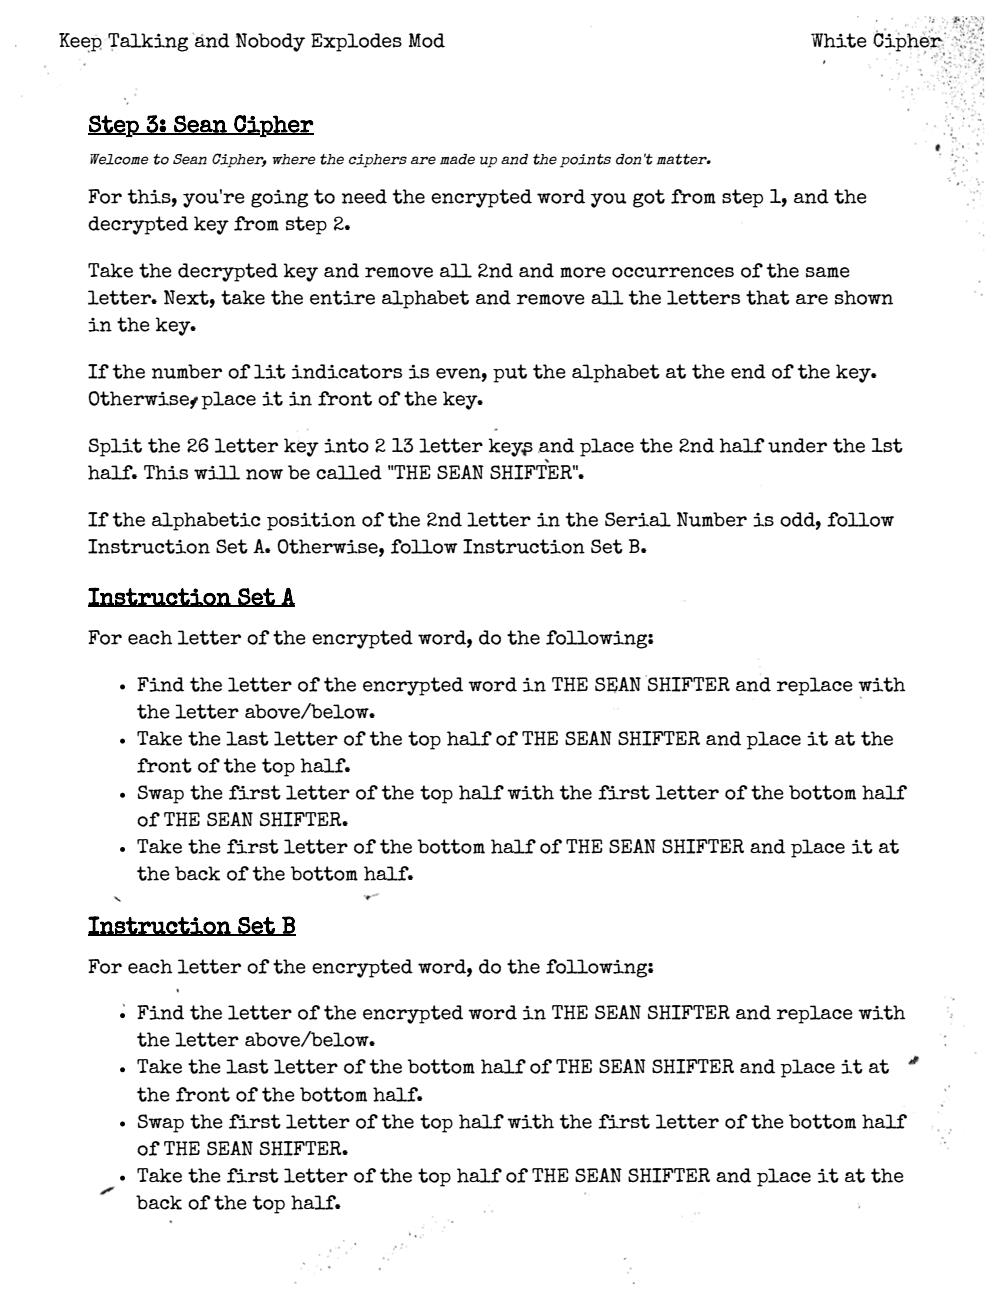 Keep Talking and Nobody Explodes Mod White Cipher
Step 3: Sean Cipher
Welcome to Sean Cipher, where the ciphers are made up and the points don't matter.
For this, you're going to need the encrypted word you got from step 1, and the
decrypted key from step 2.
Take the decrypted key and remove all 2nd and more occurrences of the same
letter. Next, take the entire alphabet and remove all the letters that are shown
in the key.
If the number of lit indicators is even, put the alphabet at the end of the key.
Otherwise, place it in front of the key.
Split the 26 letter key into 2 13 letter keys and place the 2nd half under the 1st
half. This will now be called "THE SEAN SHIFTER".
If the alphabetic position of the 2nd letter in the Serial Number is odd, follow
Instruction Set A. Otherwise, follow Instruction Set B.
Instruction Set A
For each letter of the encrypted word, do the following:
• Find the letter of the encrypted word in THE SEAN SHIFTER and replace with
the letter above/below.
• Take the last letter of the top half of THE SEAN SHIFTER and place it at the
front of the top half.
• Swap the first letter of the top half with the first letter of the bottom half
of THE SEAN SHIFTER.
• Take the first letter of the bottom half of THE SEAN SHIFTER and place it at
the back of the bottom half.
Instruction Set B
For each letter of the encrypted word, do the following:
• Find the letter of the encrypted word in THE SEAN SHIFTER and replace with
the letter above/below.
• Take the last letter of the bottom half of THE SEAN SHIFTER and place it at
the front of the bottom half.
• Swap the first letter of the top half with the first letter of the bottom half
of THE SEAN SHIFTER.
• Take the first letter of the top half of THE SEAN SHIFTER and place it at the
back of the top half.